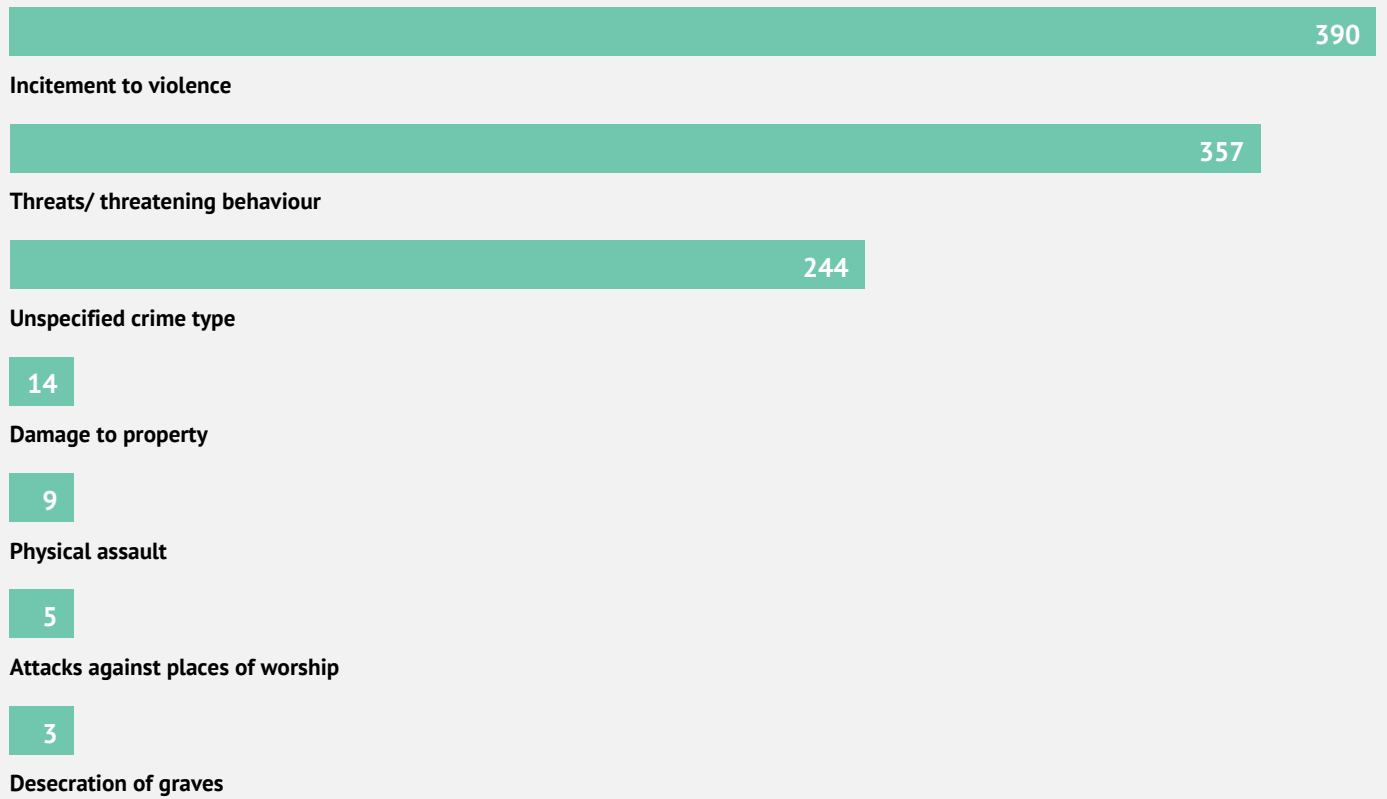 390
Incitement to violence
357
Threats/ threatening behaviour
244
Unspecified crime type
14
Damage to property
9
Physical assault
5
Attacks against places of worship
3
Desecration of graves